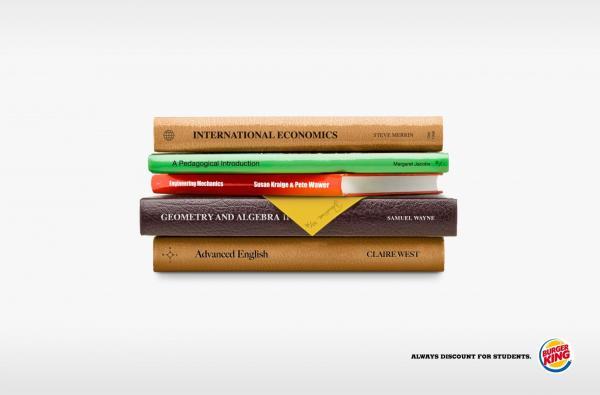 INTERNATIONAL ECONOMICS STEVE MERRIN
A Pedagogical Introduction Margaret Jacobs
Engineering Mechanics Susan Kraige & Pete Wawer
GEOMETRY AND ALGEBRA II SAMUEL WAYNE
Advanced English CLAIRE WEST
ALWAYS DISCOUNT FOR STUDENTS.
BURGER KING